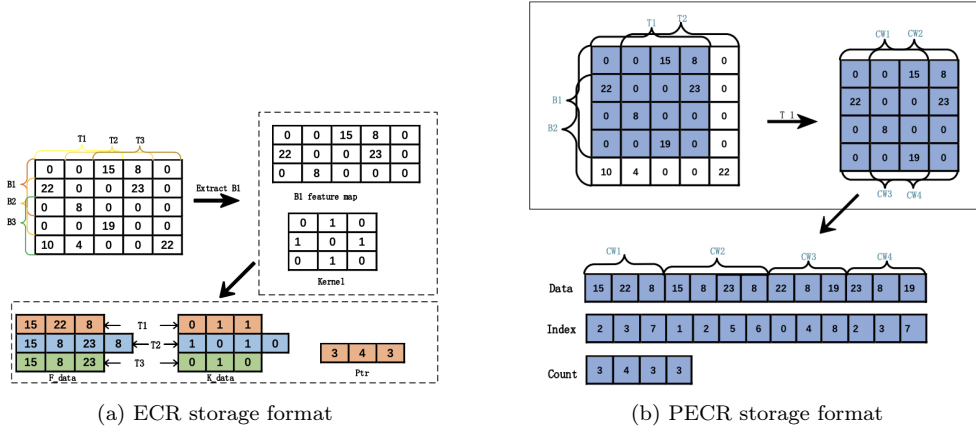 T1 T2 T3
B1
B2
B3
0 0 15 8 0
22 0 0 23 0
0 8 0 0 0
0 0 19 0 0
10 4 0 0 22
Extract B1
0 0 15 8 0
22 0 0 23 0
0 8 0 0 0
B1 feature map
0 1 0
1 0 1
0 1 0
Kernel
15 22 8 T1 0 1 1
15 8 23 8 T2 1 0 1 0
15 8 23 T3 0 1 0
F_data K_data
3 4 3
Ptr
(a) ECR storage format
T1 T2
B1
B2
0 0 15 8 0
22 0 0 23 0
0 8 0 0 0
0 0 19 0 0
10 4 0 0 22
T 1
CW1 CW2
0 0 15 8
22 0 0 23
0 8 0 0
0 0 19 0
CW3 CW4
CW1 CW2 CW3 CW4
Data 15 22 8 15 8 23 8 22 8 19 23 8 19
Index 2 3 7 1 2 5 6 0 4 8 2 3 7
Count 3 4 3 3
(b) PECR storage format